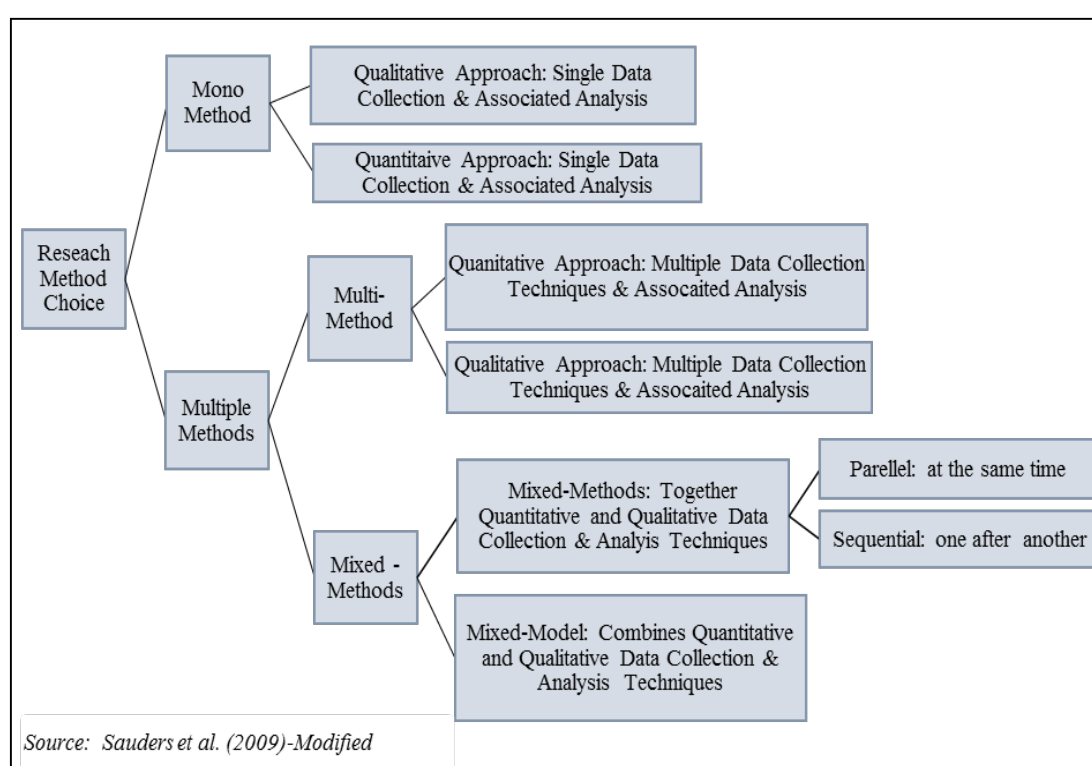 Mono
Method
Qualitative Approach: Single Data
Collection & Associated Analysis
Quantitaive Approach: Single Data
Collection & Associated Analysis
Reseach
Method
Choice
Multiple
Methods
Multi-
Method
Quanitative Approach: Multiple Data Collection
Techniques & Assocaited Analysis
Qualitative Approach: Multiple Data Collection
Techniques & Assocaited Analysis
Mixed -
Methods
Mixed-Methods: Together
Quantitative and Qualitative Data
Collection & Analyis Techniques
Parellel: at the same time
Sequential: one after another
Mixed-Model: Combines Quantitative
and Qualitative Data Collection &
Analysis Techniques
Source: Sauders et al. (2009)-Modified